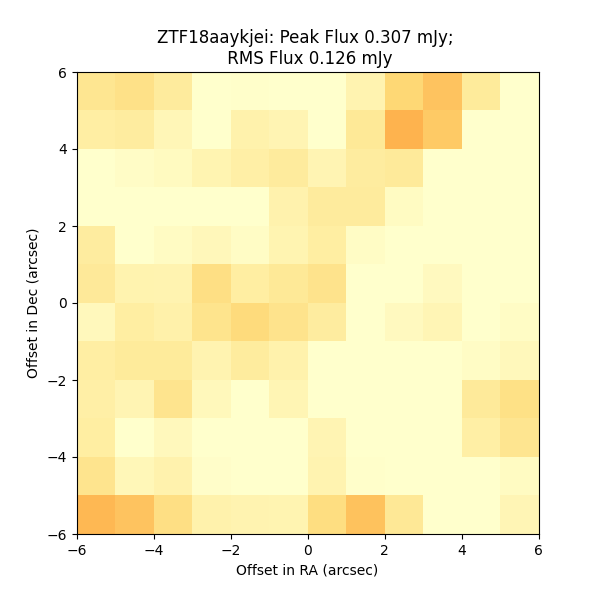 ZTF18aaykjei: Peak Flux 0.307 mJy;
RMS Flux 0.126 mJy
6
4
2
0
−2
−4
−6
Offset in Dec (arcsec)
−6 −4 −2 0 2 4 6
Offset in RA (arcsec)